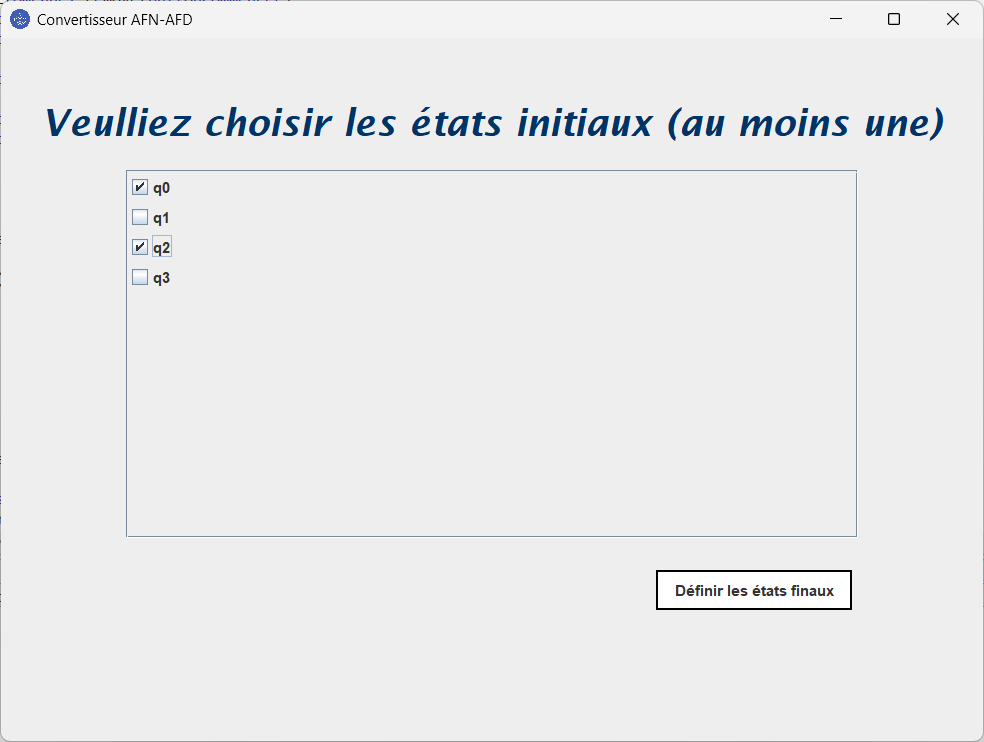 Convertisseur AFN-AFD
Veulliez choisir les états initiaux (au moins une)
q0
q1
q2
q3
Définir les états finaux